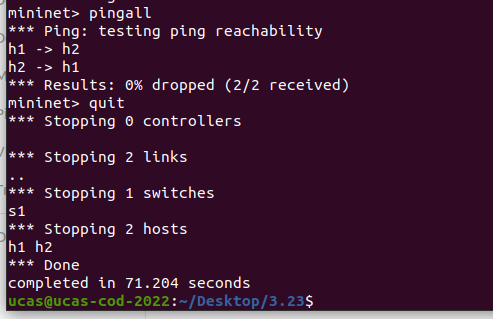 mininet> pingall
*** Ping: testing ping reachability
h1 -> h2
h2 -> h1
*** Results: 0% dropped (2/2 received)
mininet> quit
*** Stopping 0 controllers

*** Stopping 2 links
..
*** Stopping 1 switches
s1
*** Stopping 2 hosts
h1 h2
*** Done
completed in 71.204 seconds
ucas@ucas-cod-2022:~/Desktop/3.23$